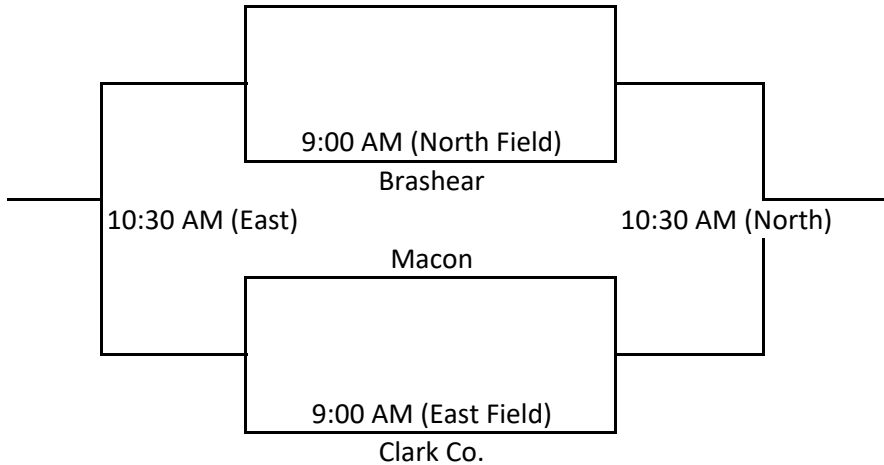 9:00 AM (North Field)
Brashear
10:30 AM (East)
10:30 AM (North)
Macon
9:00 AM (East Field)
Clark Co.